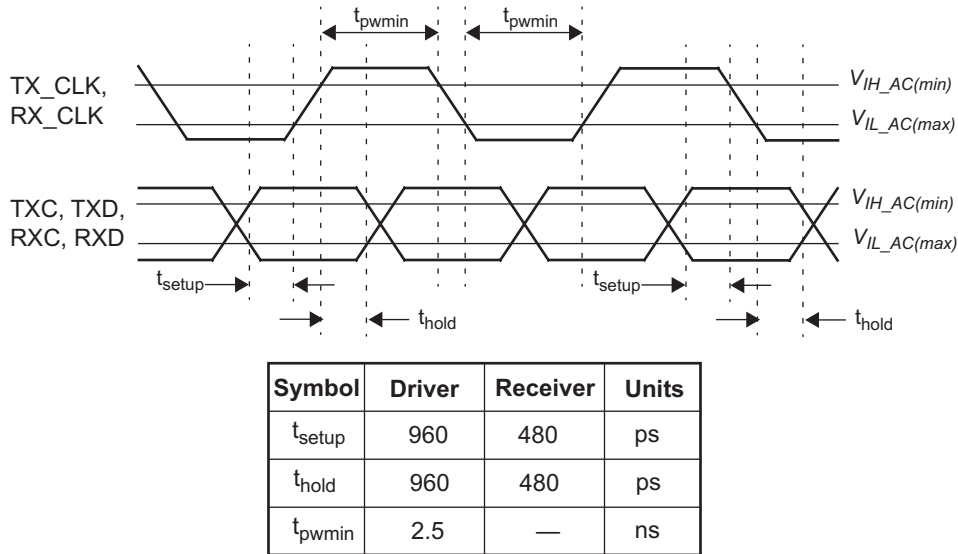 t_pwmin t_pwmin
TX_CLK,
RX_CLK
V_IH_AC(min)
V_IL_AC(max)
TXC, TXD,
RXC, RXD
V_IH_AC(min)
V_IL_AC(max)
t_setup t_setup
t_hold t_hold
Symbol Driver Receiver Units
t_setup 960 480 ps
t_hold 960 480 ps
t_pwmin 2.5 — ns